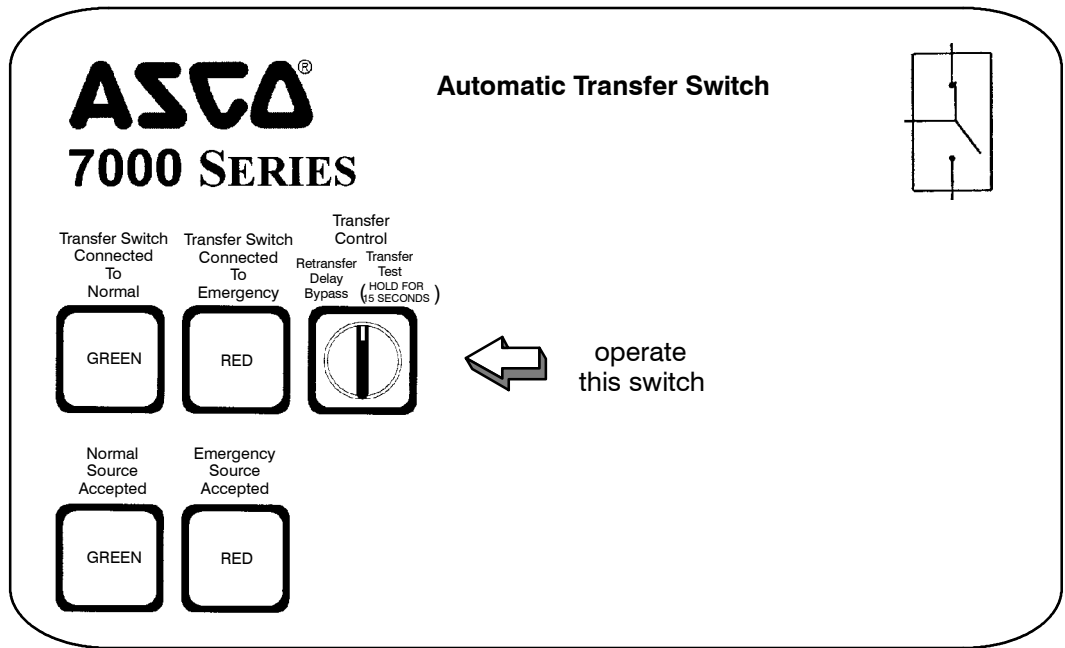 ASCO®
Automatic Transfer Switch
7000 SERIES
Transfer Switch
Connected
To
Normal
Transfer Switch
Connected
To
Emergency
Transfer
Control
Retransfer
Delay
Bypass
Transfer
Test
(HOLD FOR
15 SECONDS)
GREEN
RED
operate
this switch
Normal
Source
Accepted
Emergency
Source
Accepted
GREEN
RED